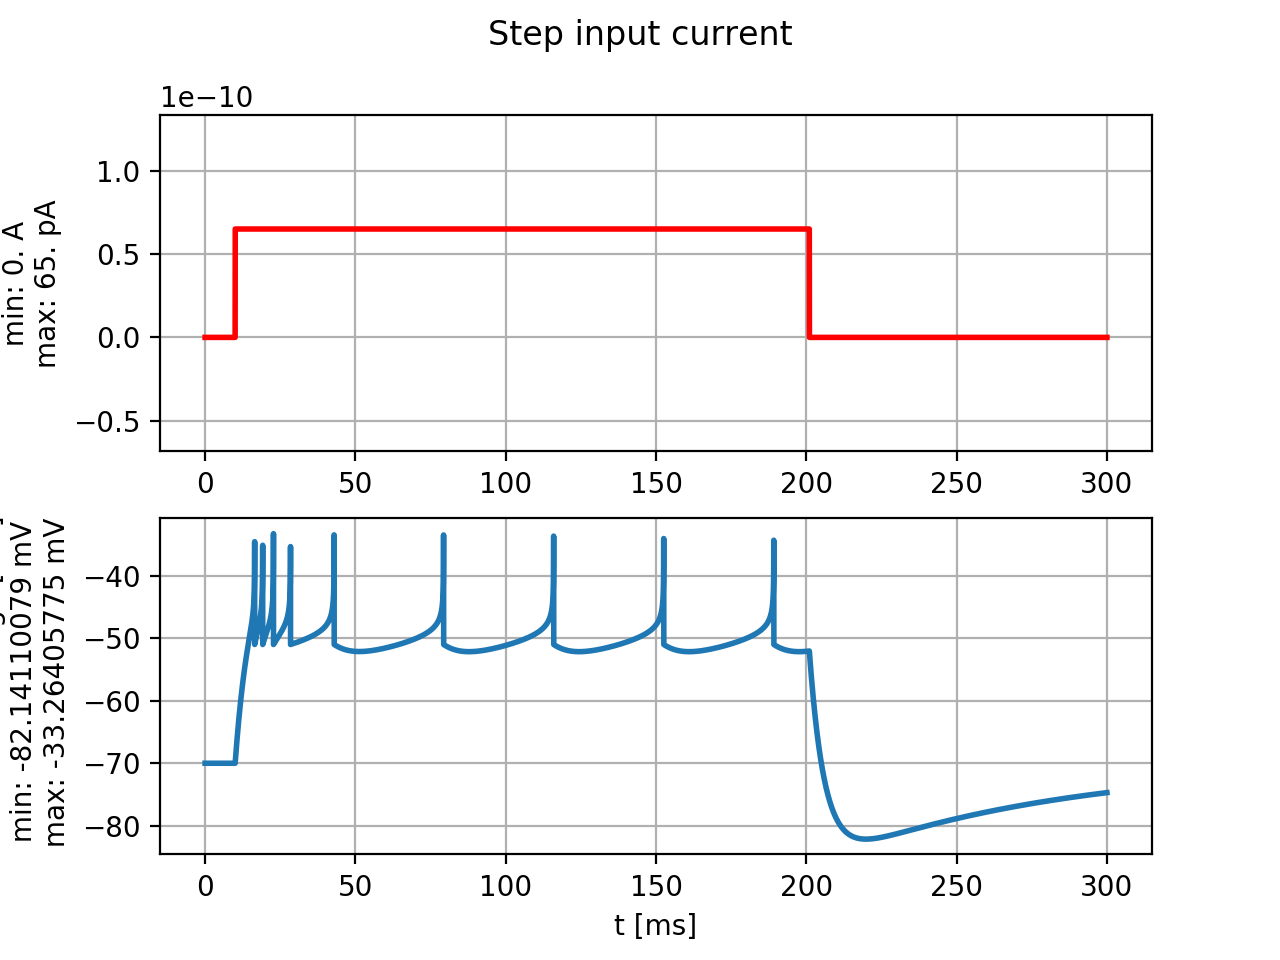 Step input current
1e−10
1.0
0.5
0.0
−0.5
min: 0. A
max: 65. pA
0 50 100 150 200 250 300
−40
−50
−60
−70
−80
min: -82.14110079 mV
max: -33.26405775 mV
0 50 100 150 200 250 300
t [ms]